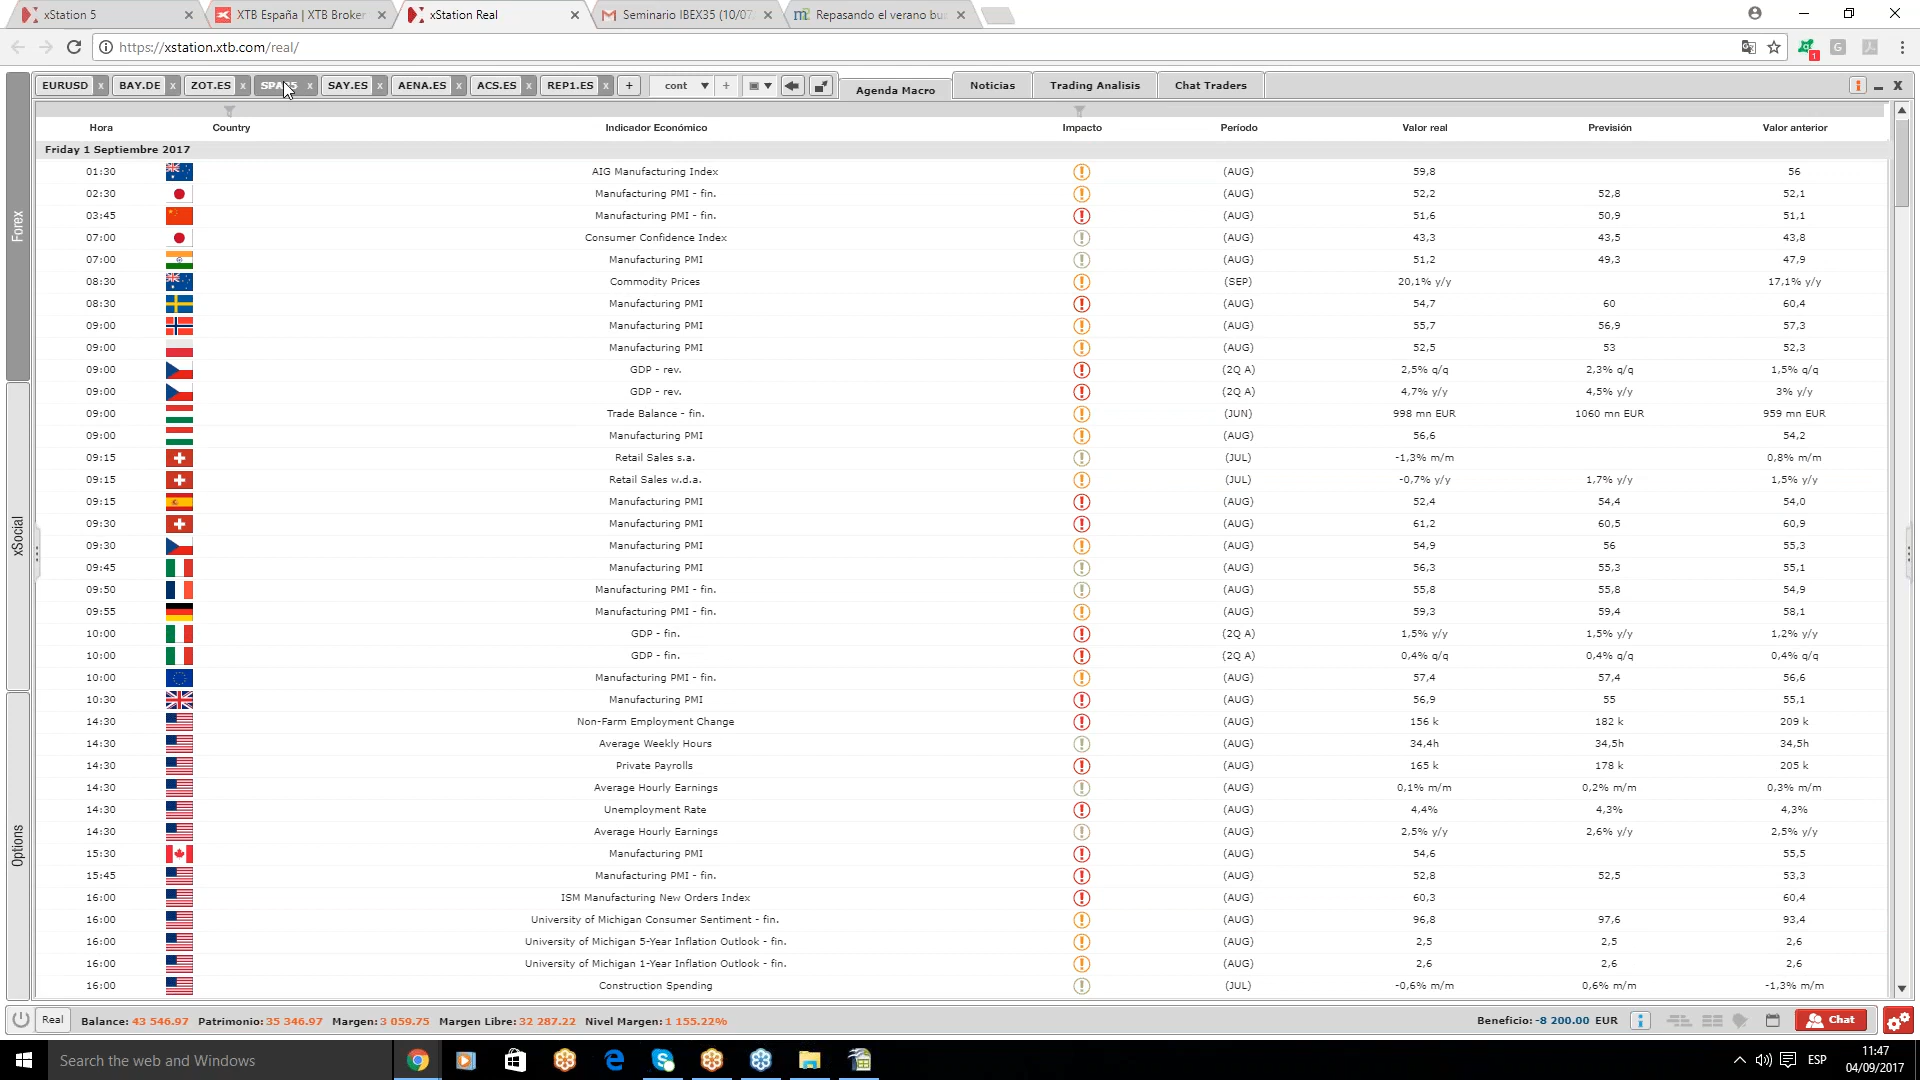 xStation 5
XTB España | XTB Broker
xStation Real
Seminario IBEX35 (10/07
Repasando el verano bu
https://xstation.xtb.com/real/
EURUSD x BAY.DE x ZOT.ES x x SAY.ES x AENA.ES x ACS.ES x REP1.ES x + cont + Agenda Macro Noticias Trading Analisis Chat Traders
Hora Country Indicador Económico Impacto Período Valor real Previsión Valor anterior
Friday 1 Septiembre 2017
01:30 AIG Manufacturing Index (AUG) 59,8 56
02:30 Manufacturing PMI - fin. (AUG) 52,2 52,8 52,1
03:45 Manufacturing PMI - fin. (AUG) 51,6 50,9 51,1
07:00 Consumer Confidence Index (AUG) 43,3 43,5 43,8
07:00 Manufacturing PMI (AUG) 51,2 49,3 47,9
08:30 Commodity Prices (SEP) 20,1% y/y 17,1% y/y
08:30 Manufacturing PMI (AUG) 54,7 60 60,4
09:00 Manufacturing PMI (AUG) 55,7 56,9 57,3
09:00 Manufacturing PMI (AUG) 52,5 53 52,3
09:00 GDP - rev. (2Q A) 2,5% q/q 2,3% q/q 1,5% q/q
09:00 GDP - rev. (2Q A) 4,7% y/y 4,5% y/y 3% y/y
09:00 Trade Balance - fin. (JUN) 998 mn EUR 1060 mn EUR 959 mn EUR
09:00 Manufacturing PMI (AUG) 56,6 54,2
09:15 Retail Sales s.a. (JUL) -1,3% m/m 0,8% m/m
09:15 Retail Sales w.d.a. (JUL) -0,7% y/y 1,7% y/y 1,5% y/y
09:15 Manufacturing PMI (AUG) 52,4 54,4 54,0
09:30 Manufacturing PMI (AUG) 61,2 60,5 60,9
09:30 Manufacturing PMI (AUG) 54,9 56 55,3
09:45 Manufacturing PMI (AUG) 56,3 55,3 55,1
09:50 Manufacturing PMI - fin. (AUG) 55,8 55,8 54,9
09:55 Manufacturing PMI - fin. (AUG) 59,3 59,4 58,1
10:00 GDP - fin. (2Q A) 1,5% y/y 1,5% y/y 1,2% y/y
10:00 GDP - fin. (2Q A) 0,4% q/q 0,4% q/q 0,4% q/q
10:00 Manufacturing PMI - fin. (AUG) 57,4 57,4 56,6
10:30 Manufacturing PMI (AUG) 56,9 55 55,1
14:30 Non-Farm Employment Change (AUG) 156 k 182 k 209 k
14:30 Average Weekly Hours (AUG) 34,4h 34,5h 34,5h
14:30 Private Payrolls (AUG) 165 k 178 k 205 k
14:30 Average Hourly Earnings (AUG) 0,1% m/m 0,2% m/m 0,3% m/m
14:30 Unemployment Rate (AUG) 4,4% 4,3% 4,3%
14:30 Average Hourly Earnings (AUG) 2,5% y/y 2,6% y/y 2,5% y/y
15:30 Manufacturing PMI (AUG) 54,6 55,5
15:45 Manufacturing PMI - fin. (AUG) 52,8 52,5 53,3
16:00 ISM Manufacturing New Orders Index (AUG) 60,3 60,4
16:00 University of Michigan Consumer Sentiment - fin. (AUG) 96,8 97,6 93,4
16:00 University of Michigan 5-Year Inflation Outlook - fin. (AUG) 2,5 2,5 2,6
16:00 University of Michigan 1-Year Inflation Outlook - fin. (AUG) 2,6 2,6 2,6
16:00 Construction Spending (JUL) -0,6% m/m 0,6% m/m -1,3% m/m
Forex
xSocial
Options
Real Balance: 43 546.97 Patrimonio: 35 346.97 Margen: 3 059.75 Margen Libre: 32 287.22 Nivel Margen: 1 155.22% Beneficio: -8 200.00 EUR Chat
Search the web and Windows
ESP
11:47
04/09/2017